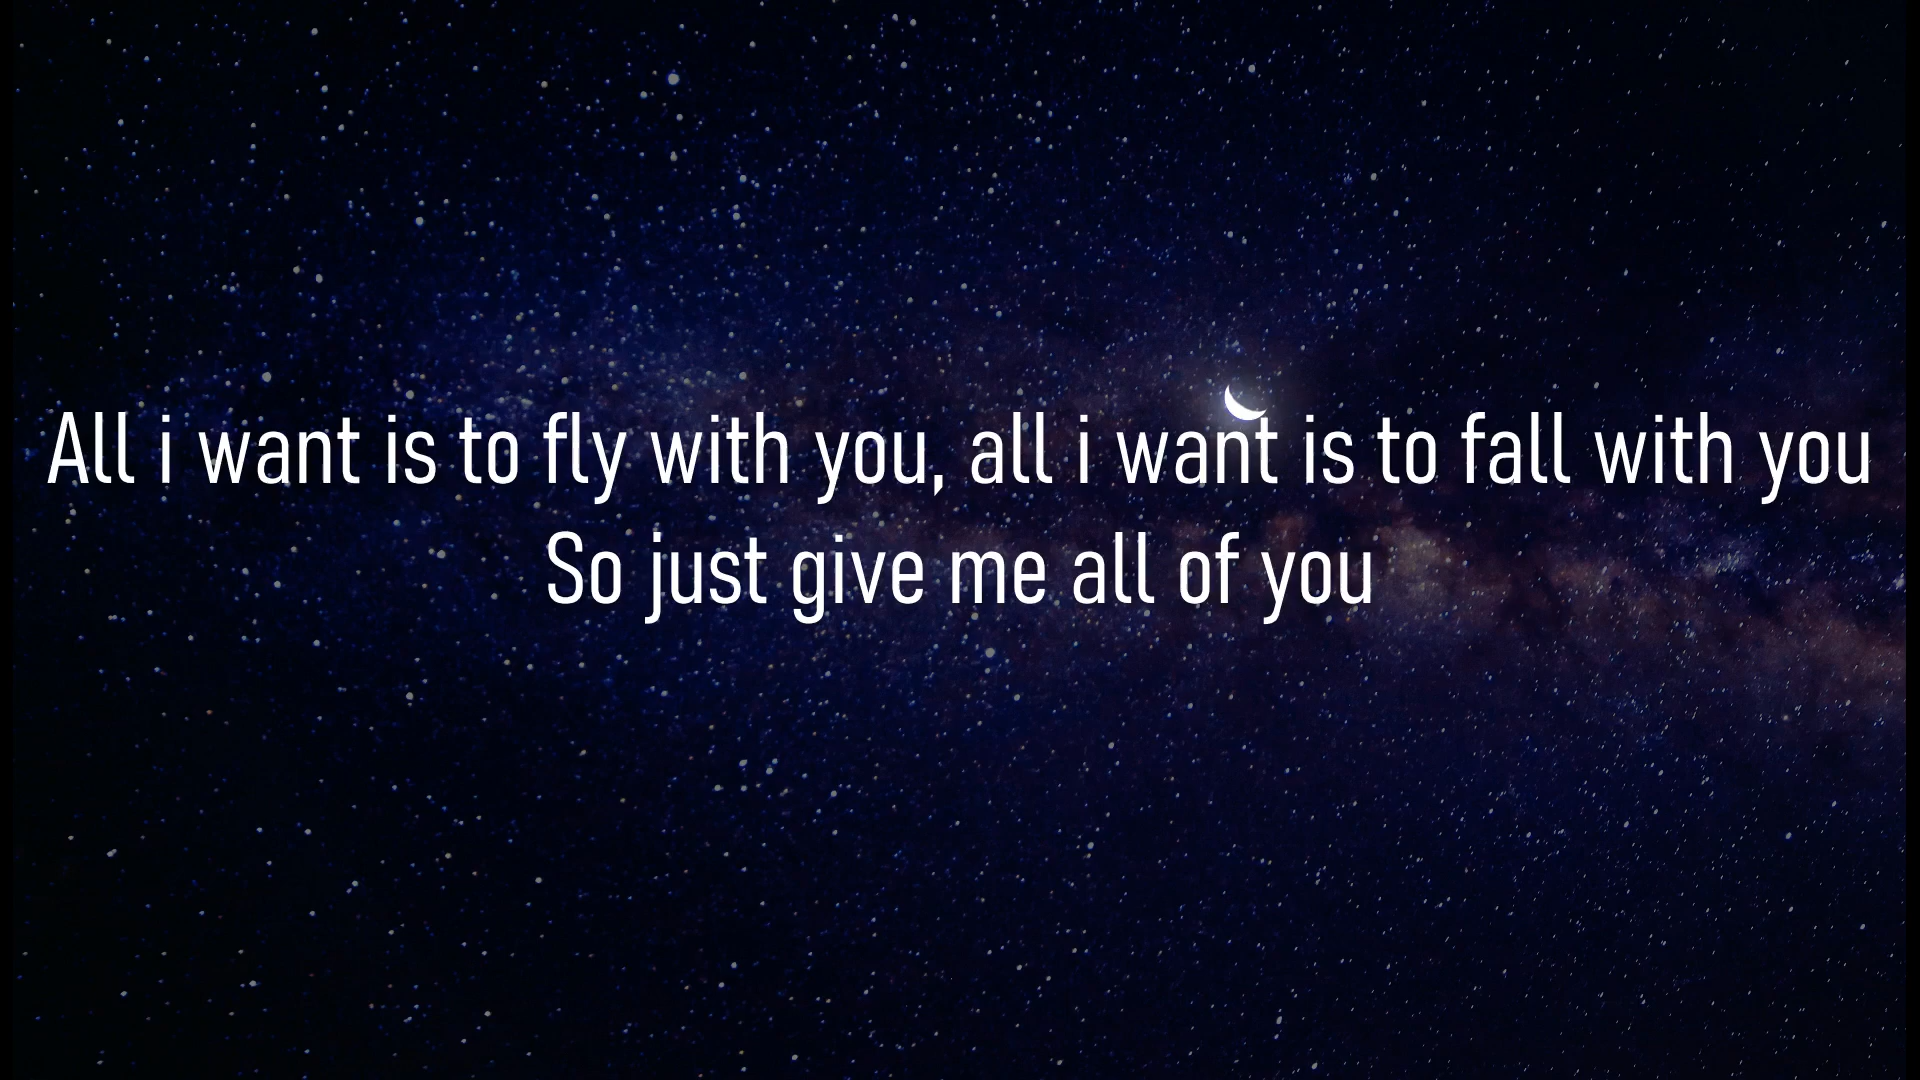 All i want is to fly with you, all i want is to fall with you
So just give me all of you